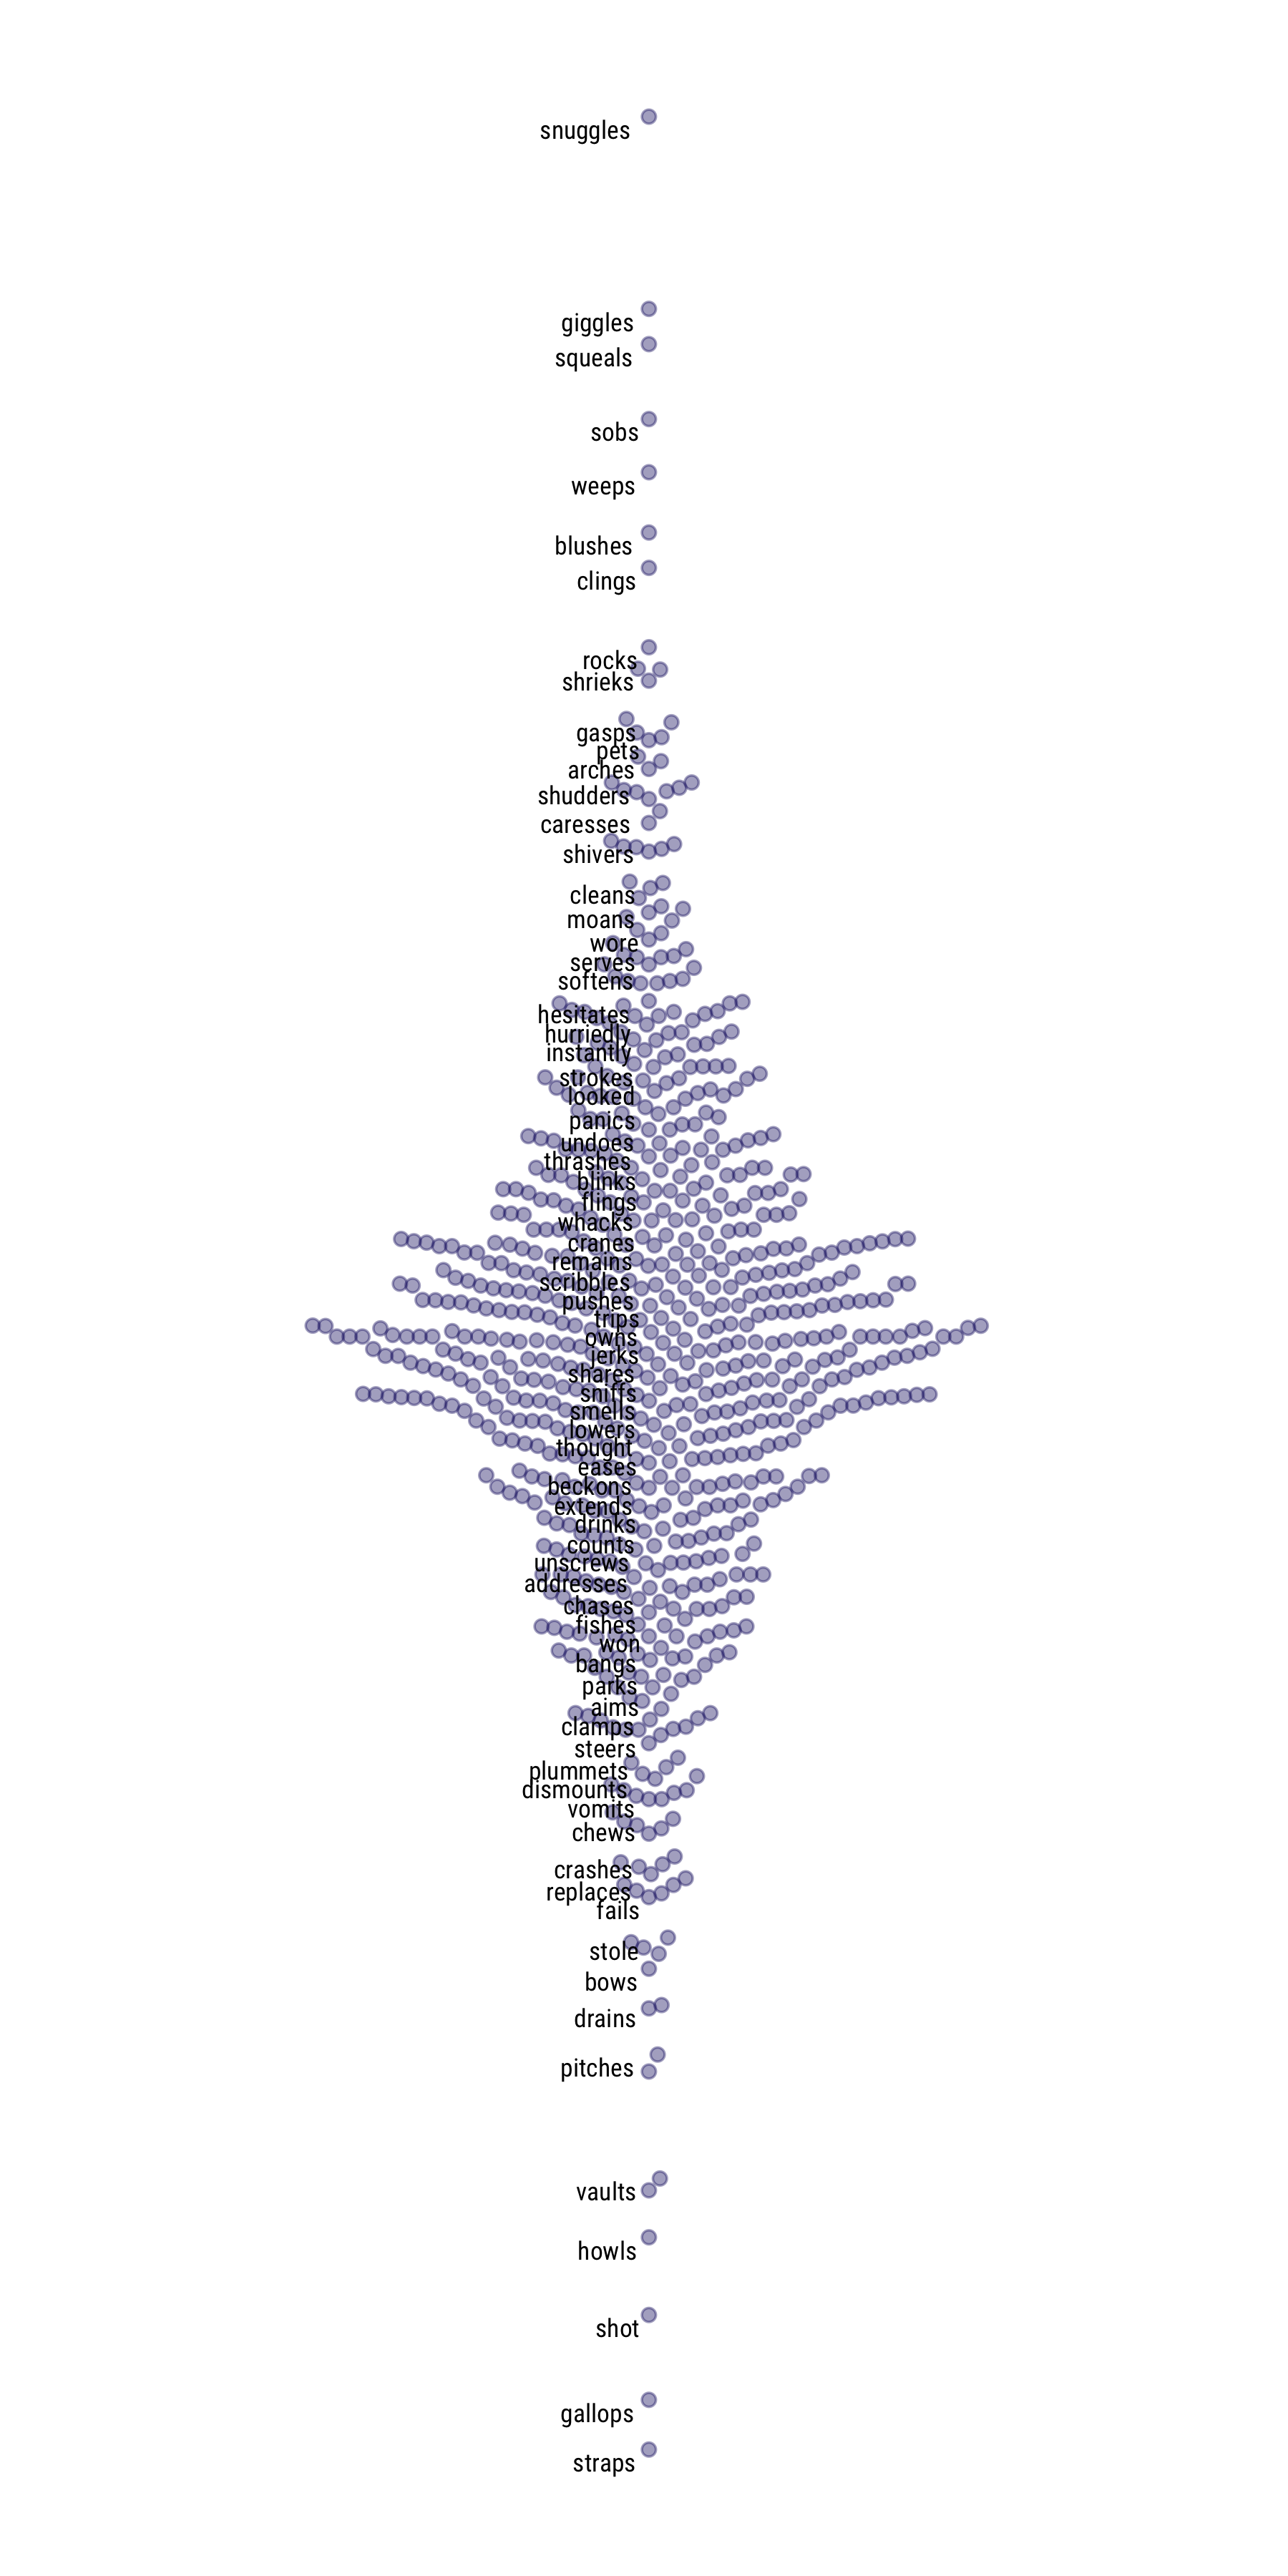 snuggles
giggles
squeals
sobs
weeps
blushes
clings
rocks
shrieks
gasps
pets
arches
shudders
caresses
shivers
cleans
moans
wore
serves
softens
hesitates
hurriedly
instantly
strokes
looked
panics
undoes
thrashes
blinks
flings
whacks
cranes
remains
scribbles
pushes
trips
owns
jerks
shares
sniffs
smells
lowers
thought
eases
beckons
extends
drinks
counts
unscrews
addresses
chases
fishes
won
bangs
parks
aims
clamps
steers
plummets
dismounts
vomits
chews
crashes
replaces
fails
stole
bows
drains
pitches
vaults
howls
shot
gallops
straps